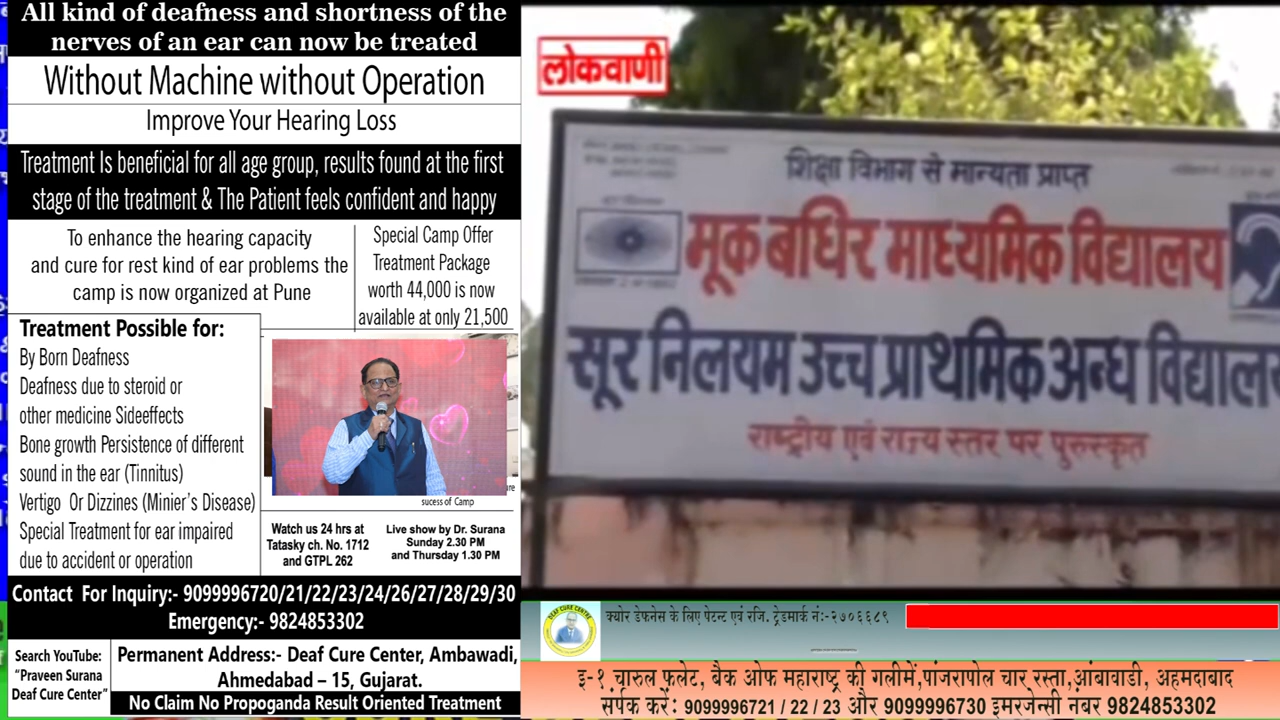 All kind of deafness and shortness of the
nerves of an ear can now be treated
Without Machine without Operation
Improve Your Hearing Loss
Treatment Is beneficial for all age group, results found at the first
stage of the treatment & The Patient feels confident and happy
To enhance the hearing capacity
and cure for rest kind of ear problems the
camp is now organized at Pune
Special Camp Offer
Treatment Package
worth 44,000 is now
available at only 21,500
Treatment Possible for:
By Born Deafness
Deafness due to steroid or
other medicine Sideeffects
Bone growth Persistence of different
sound in the ear (Tinnitus)
Vertigo Or Dizzines (Minier's Disease)
Special Treatment for ear impaired
due to accident or operation
sucess of Camp
Watch us 24 hrs at
Tatasky ch. No. 1712
and GTPL 262
Live show by Dr. Surana
Sunday 2.30 PM
and Thursday 1.30 PM
Contact For Inquiry:- 9099996720/21/22/23/24/26/27/28/29/30
Emergency:- 9824853302
Search YouTube:
"Praveen Surana
Deaf Cure Center"
Permanent Address:- Deaf Cure Center, Ambawadi,
Ahmedabad – 15, Gujarat.
No Claim No Propoganda Result Oriented Treatment
लोकवाणी
शिक्षा विभाग से मान्यता प्राप्त
मूक बधिर माध्यमिक विद्यालय
सूर निलयम उच्च प्राथमिक अन्ध विद्यालय
राष्ट्रीय एवं राज्य स्तर पर पुरुस्कृत
DEAF CURE CENTRE
क्योर डेफनेस के लिए पेटन्ट एवं रजि. ट्रेडमार्क नं:-२७०६६८९
इ-१ चारुल फलेट, बैंक ओफ महाराष्ट्र की गलीमें,पांजरापोल चार रस्ता,आंबावाडी, अहमदाबाद
संर्पक करें: 9099996721 / 22 / 23 और 9099996730 इमरजेन्सी नंबर 9824853302